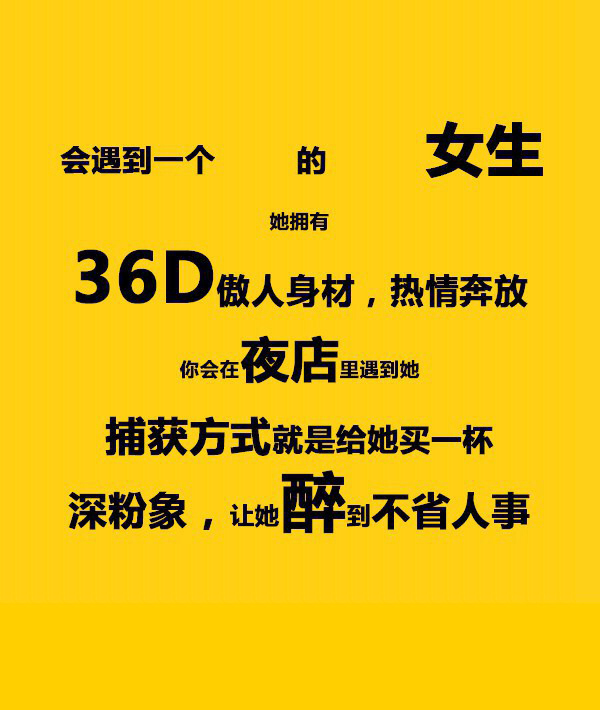 会遇到一个 的 女生
她拥有
36D傲人身材，热情奔放
你会在夜店里遇到她
捕获方式就是给她买一杯
深粉象，让她醉到不省人事